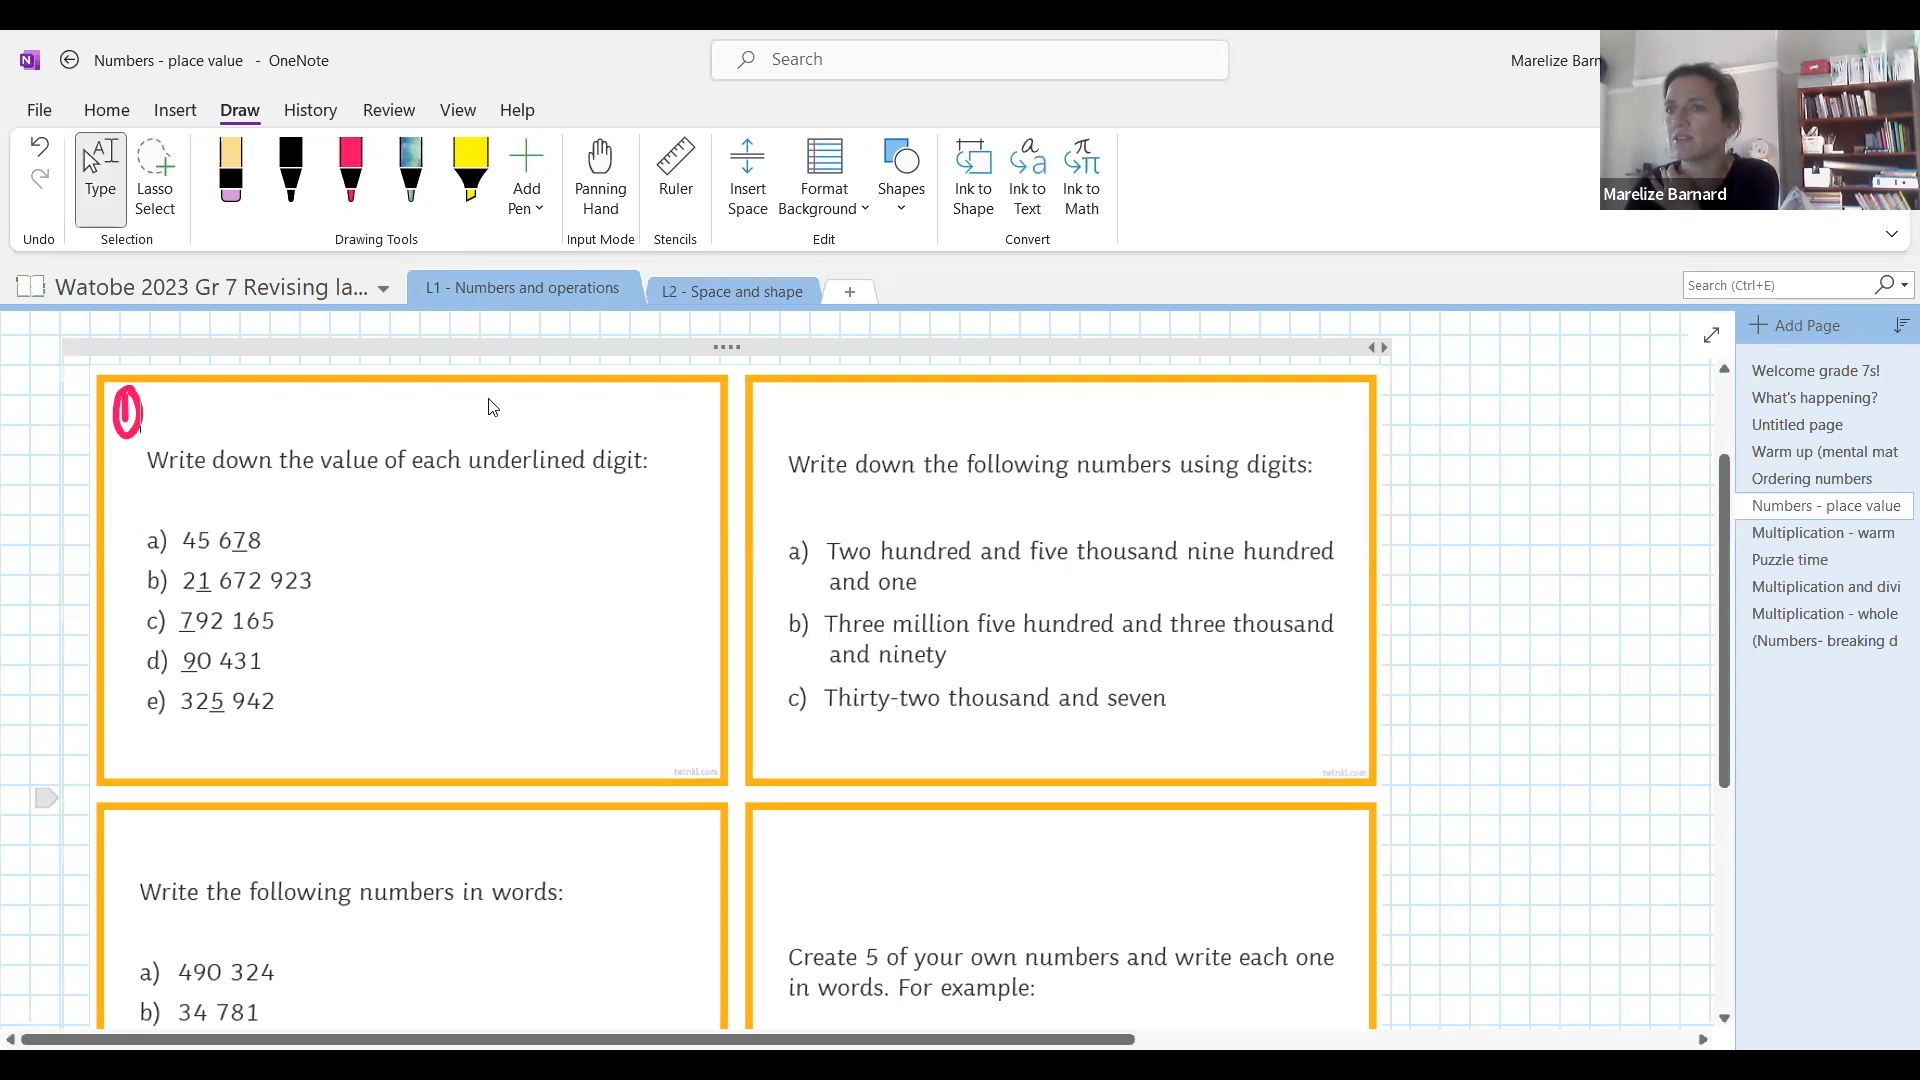 Numbers - place value - OneNote
Search
Marelize Barn
File Home Insert Draw History Review View Help
Type
Lasso Select
Add Pen
Panning Hand
Ruler
Insert Space
Format Background
Shapes
Ink to Shape
Ink to Text
Ink to Math
Marelize Barnard
Undo Selection Drawing Tools Input Mode Stencils Edit Convert
Watobe 2023 Gr 7 Revising la...
L1 - Numbers and operations
L2 - Space and shape
Search (Ctrl+E)
Add Page
Welcome grade 7s!
What's happening?
Untitled page
Warm up (mental mat
Ordering numbers
Numbers - place value
Multiplication - warm
Puzzle time
Multiplication and divi
Multiplication - whole
(Numbers- breaking d
1
Write down the value of each underlined digit:
a) 45 678
b) 21 672 923
c) 792 165
d) 90 431
e) 325 942
twinkl.com
Write down the following numbers using digits:
a) Two hundred and five thousand nine hundred
and one
b) Three million five hundred and three thousand
and ninety
c) Thirty-two thousand and seven
twinkl.com
Write the following numbers in words:
a) 490 324
b) 34 781
Create 5 of your own numbers and write each one
in words. For example: